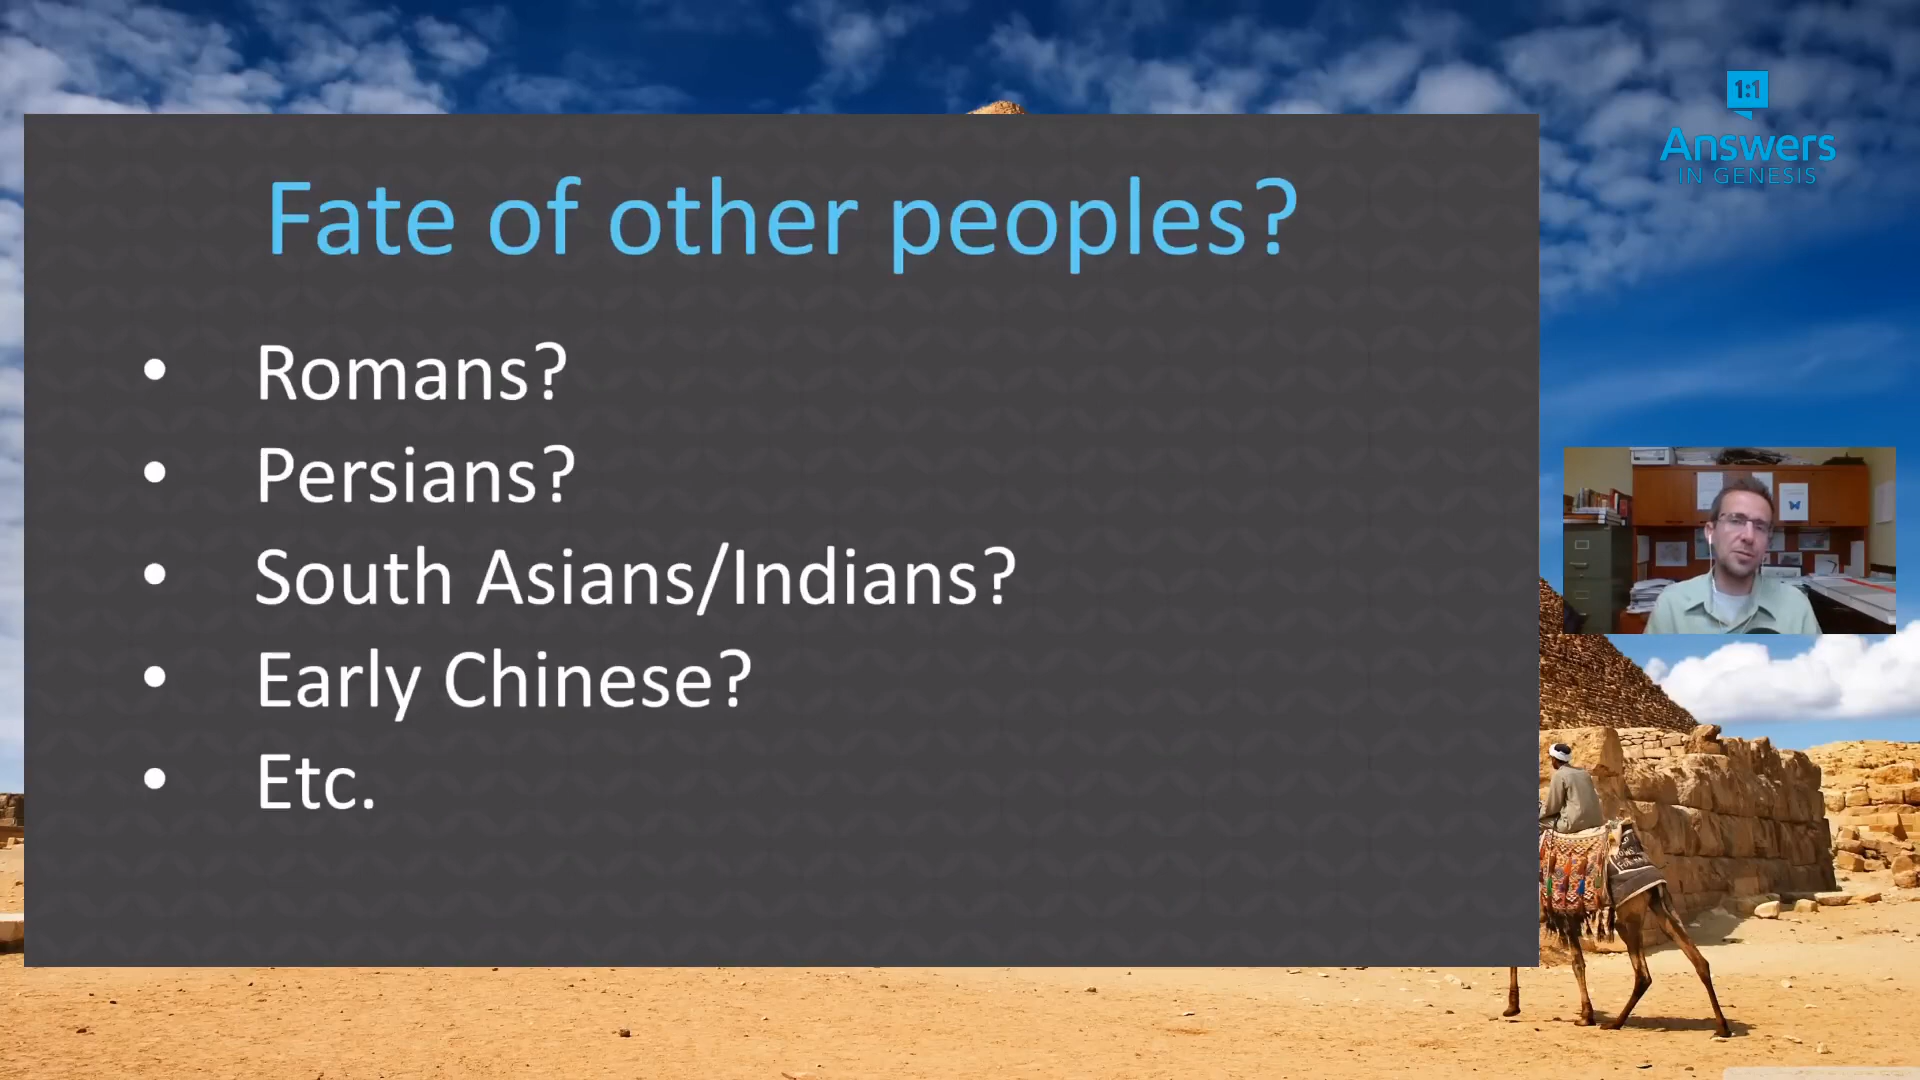 1:1
Answers
IN GENESIS
Fate of other peoples?
• Romans?
• Persians?
• South Asians/Indians?
• Early Chinese?
• Etc.